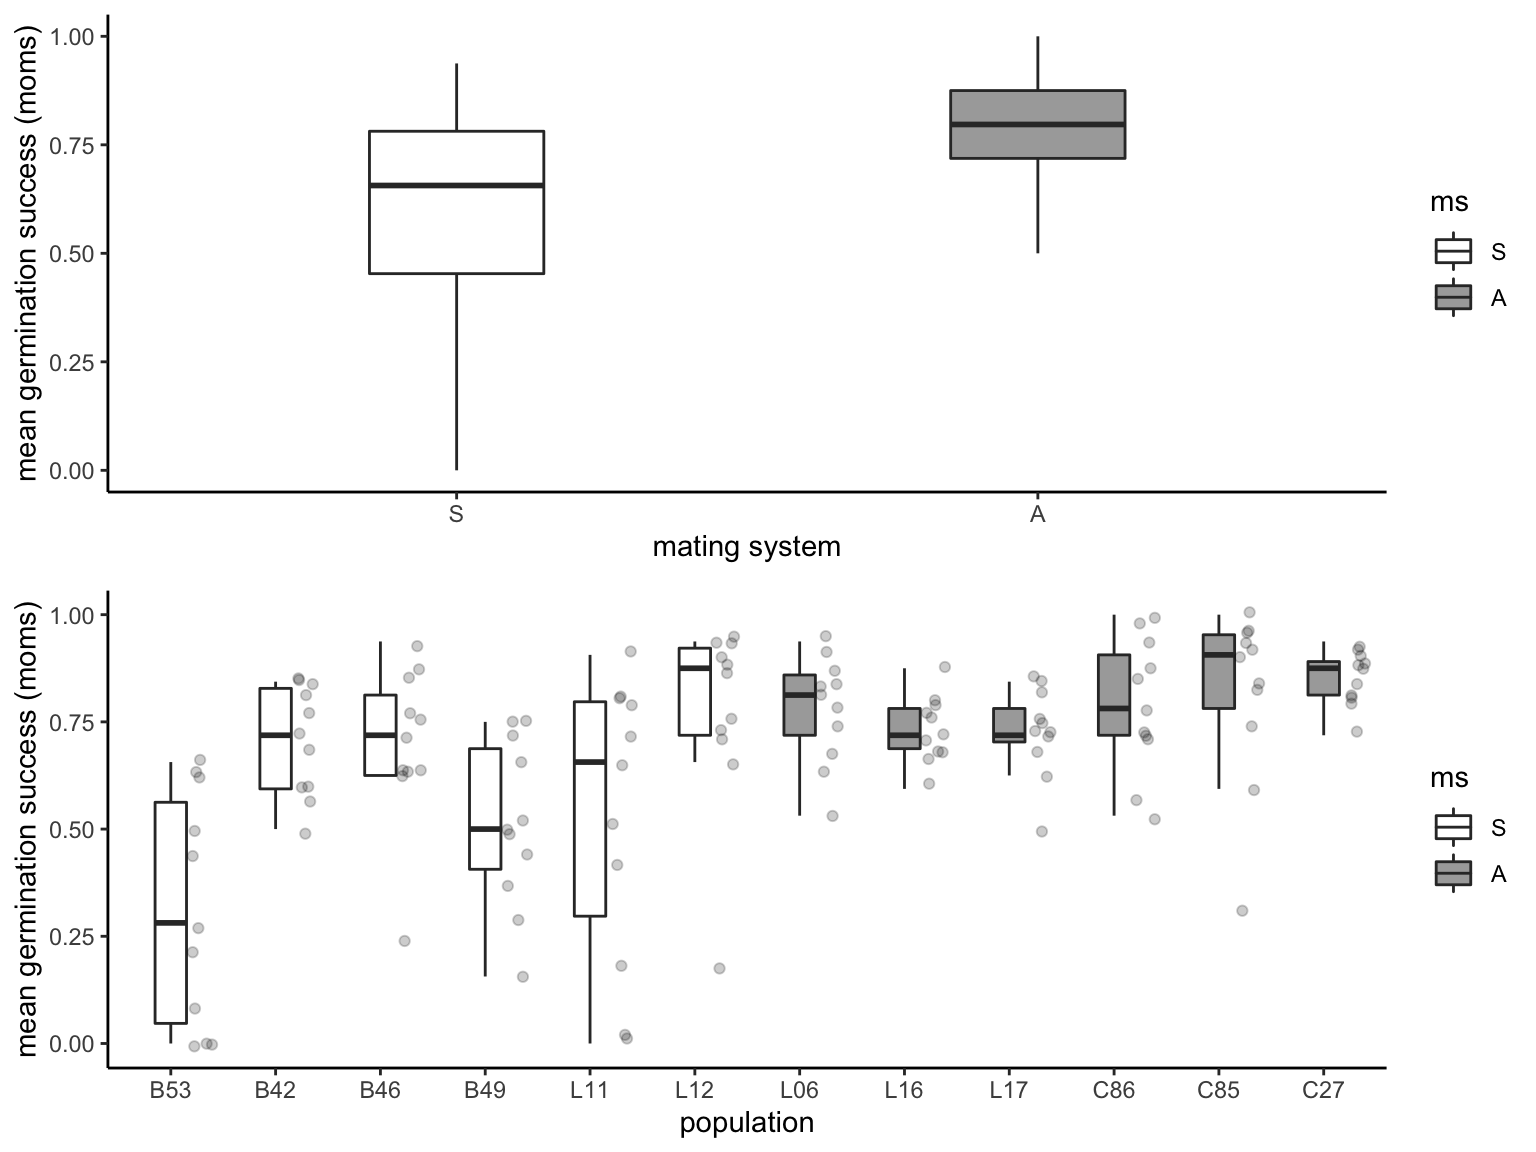 mean germination success (moms)
1.00
0.75
0.50
0.25
0.00
S
A
mating system
ms
S
A
mean germination success (moms)
1.00
0.75
0.50
0.25
0.00
B53 B42 B46 B49 L11 L12 L06 L16 L17 C86 C85 C27
population
ms
S
A